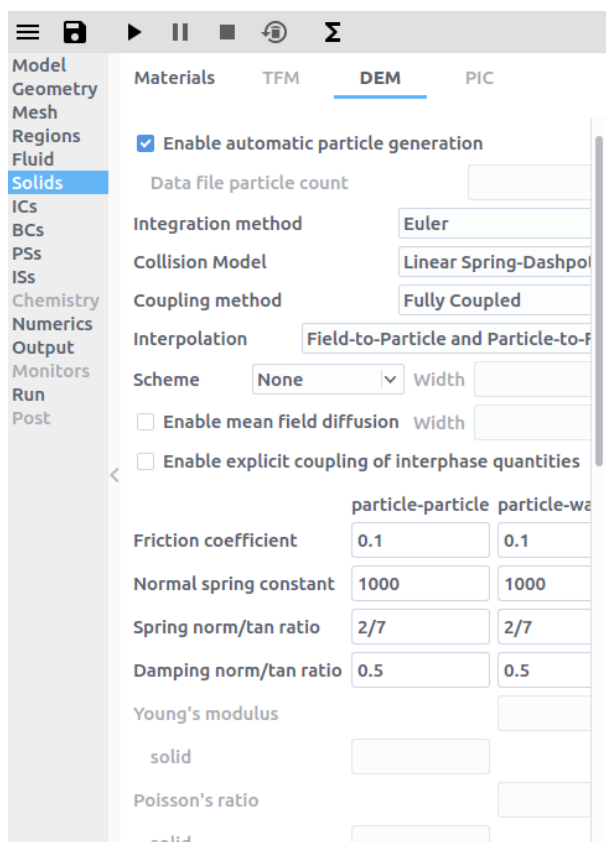 Model
Geometry
Mesh
Regions
Fluid
Solids
ICs
BCs
PSs
ISs
Chemistry
Numerics
Output
Monitors
Run
Post
Materials TFM DEM PIC
Enable automatic particle generation
Data file particle count
Integration method Euler
Collision Model Linear Spring-Dashpo
Coupling method Fully Coupled
Interpolation Field-to-Particle and Particle-to-F
Scheme None Width
Enable mean field diffusion Width
Enable explicit coupling of interphase quantities
particle-particle particle-wa
Friction coefficient 0.1 0.1
Normal spring constant 1000 1000
Spring norm/tan ratio 2/7 2/7
Damping norm/tan ratio 0.5 0.5
Young's modulus
solid
Poisson's ratio